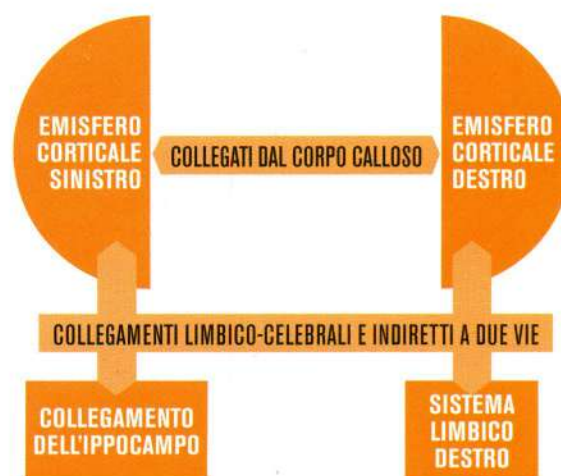 EMISFERO
CORTICALE
SINISTRO
COLLEGATI DAL CORPO CALLOSO
EMISFERO
CORTICALE
DESTRO
COLLEGAMENTI LIMBICO-CELEBRALI E INDIRETTI A DUE VIE
COLLEGAMENTO
DELL'IPPOCAMPO
SISTEMA
LIMBICO
DESTRO